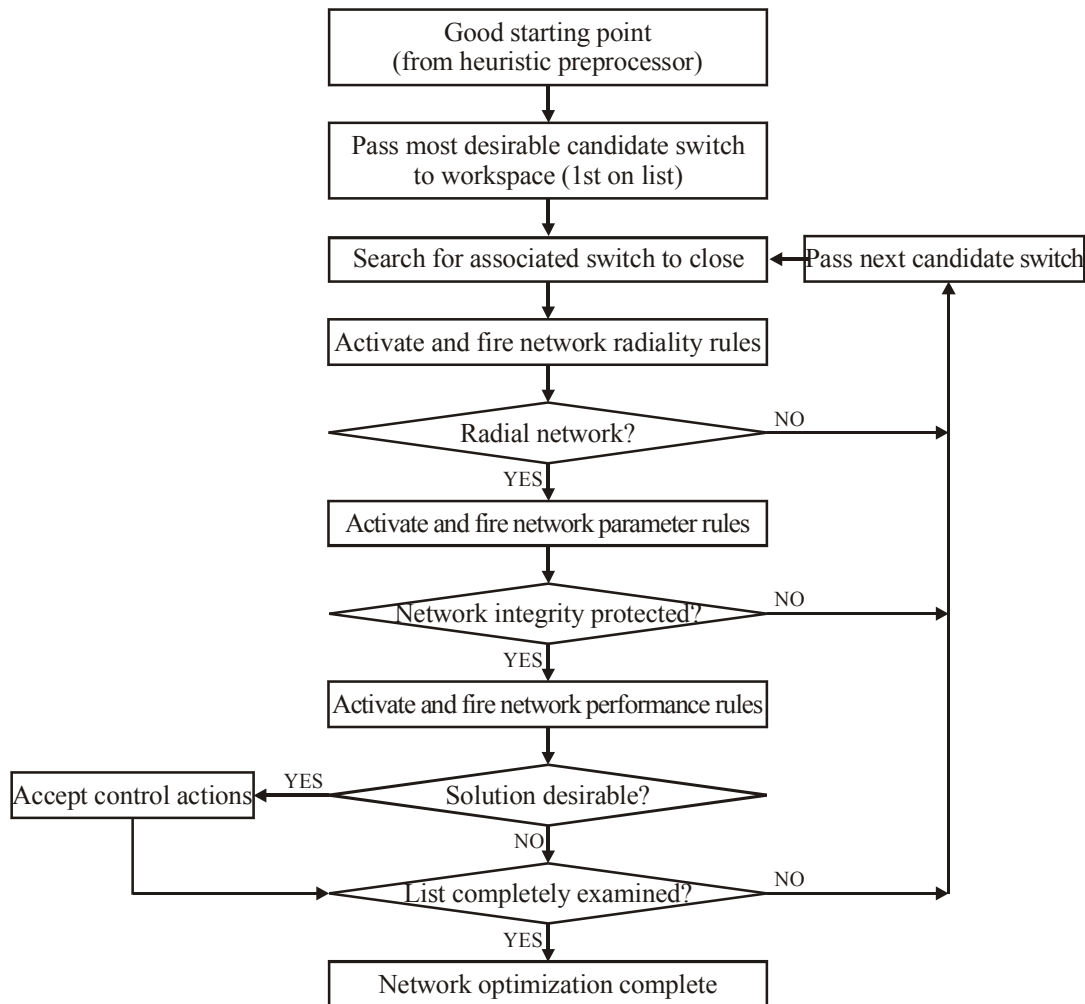 Good starting point
(from heuristic preprocessor)
Pass most desirable candidate switch
to workspace (1st on list)
Search for associated switch to close
Pass next candidate switch
Activate and fire network radiality rules
Radial network?
NO
YES
Activate and fire network parameter rules
Network integrity protected?
NO
YES
Activate and fire network performance rules
Accept control actions
YES
Solution desirable?
NO
List completely examined?
NO
YES
Network optimization complete